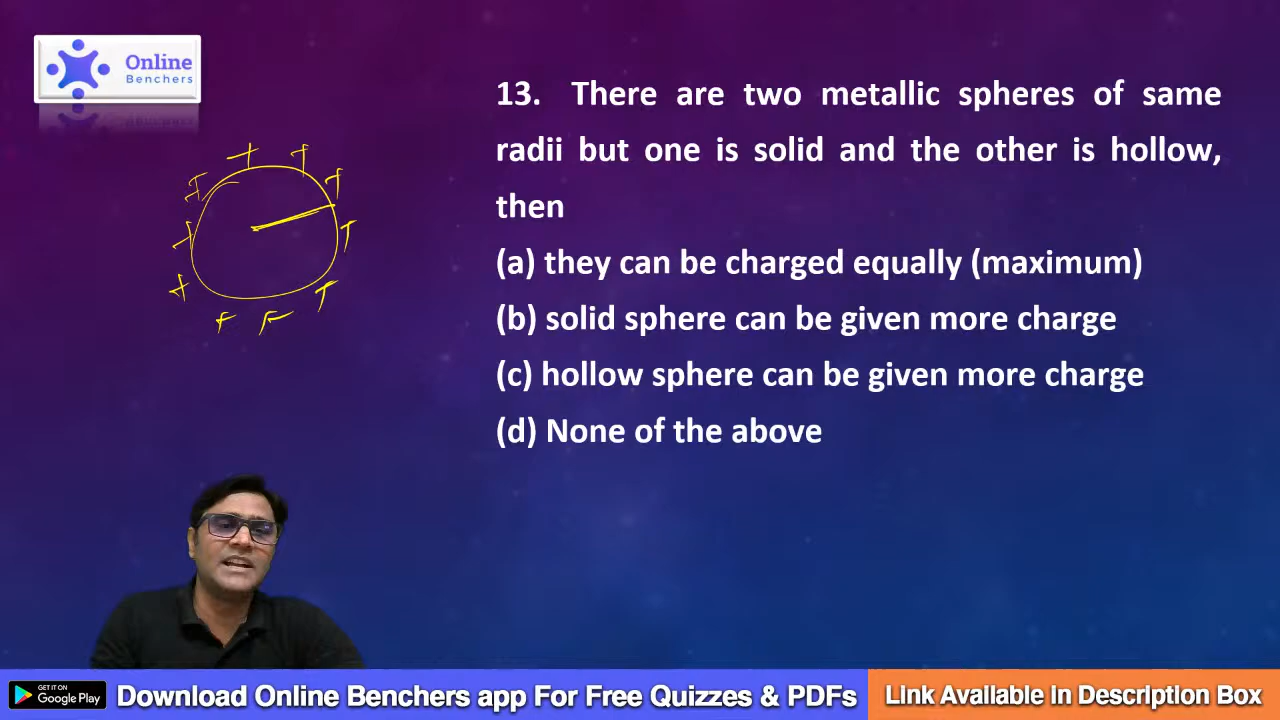 Online
Benchers
13. There are two metallic spheres of same
radii but one is solid and the other is hollow,
then
(a) they can be charged equally (maximum)
(b) solid sphere can be given more charge
(c) hollow sphere can be given more charge
(d) None of the above
+ + + + + + + + + + +
GET IT ON
Google Play
Download Online Benchers app For Free Quizzes & PDFs
Link Available In Description Box